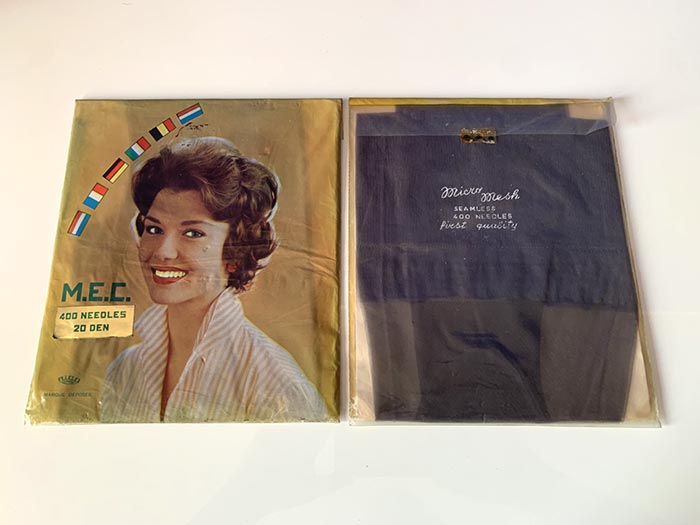 M.E.C.
400 NEEDLES
20 DEN
MARQUE DEPOSEE
Micro Mesh
SEAMLESS
400 NEEDLES
first quality